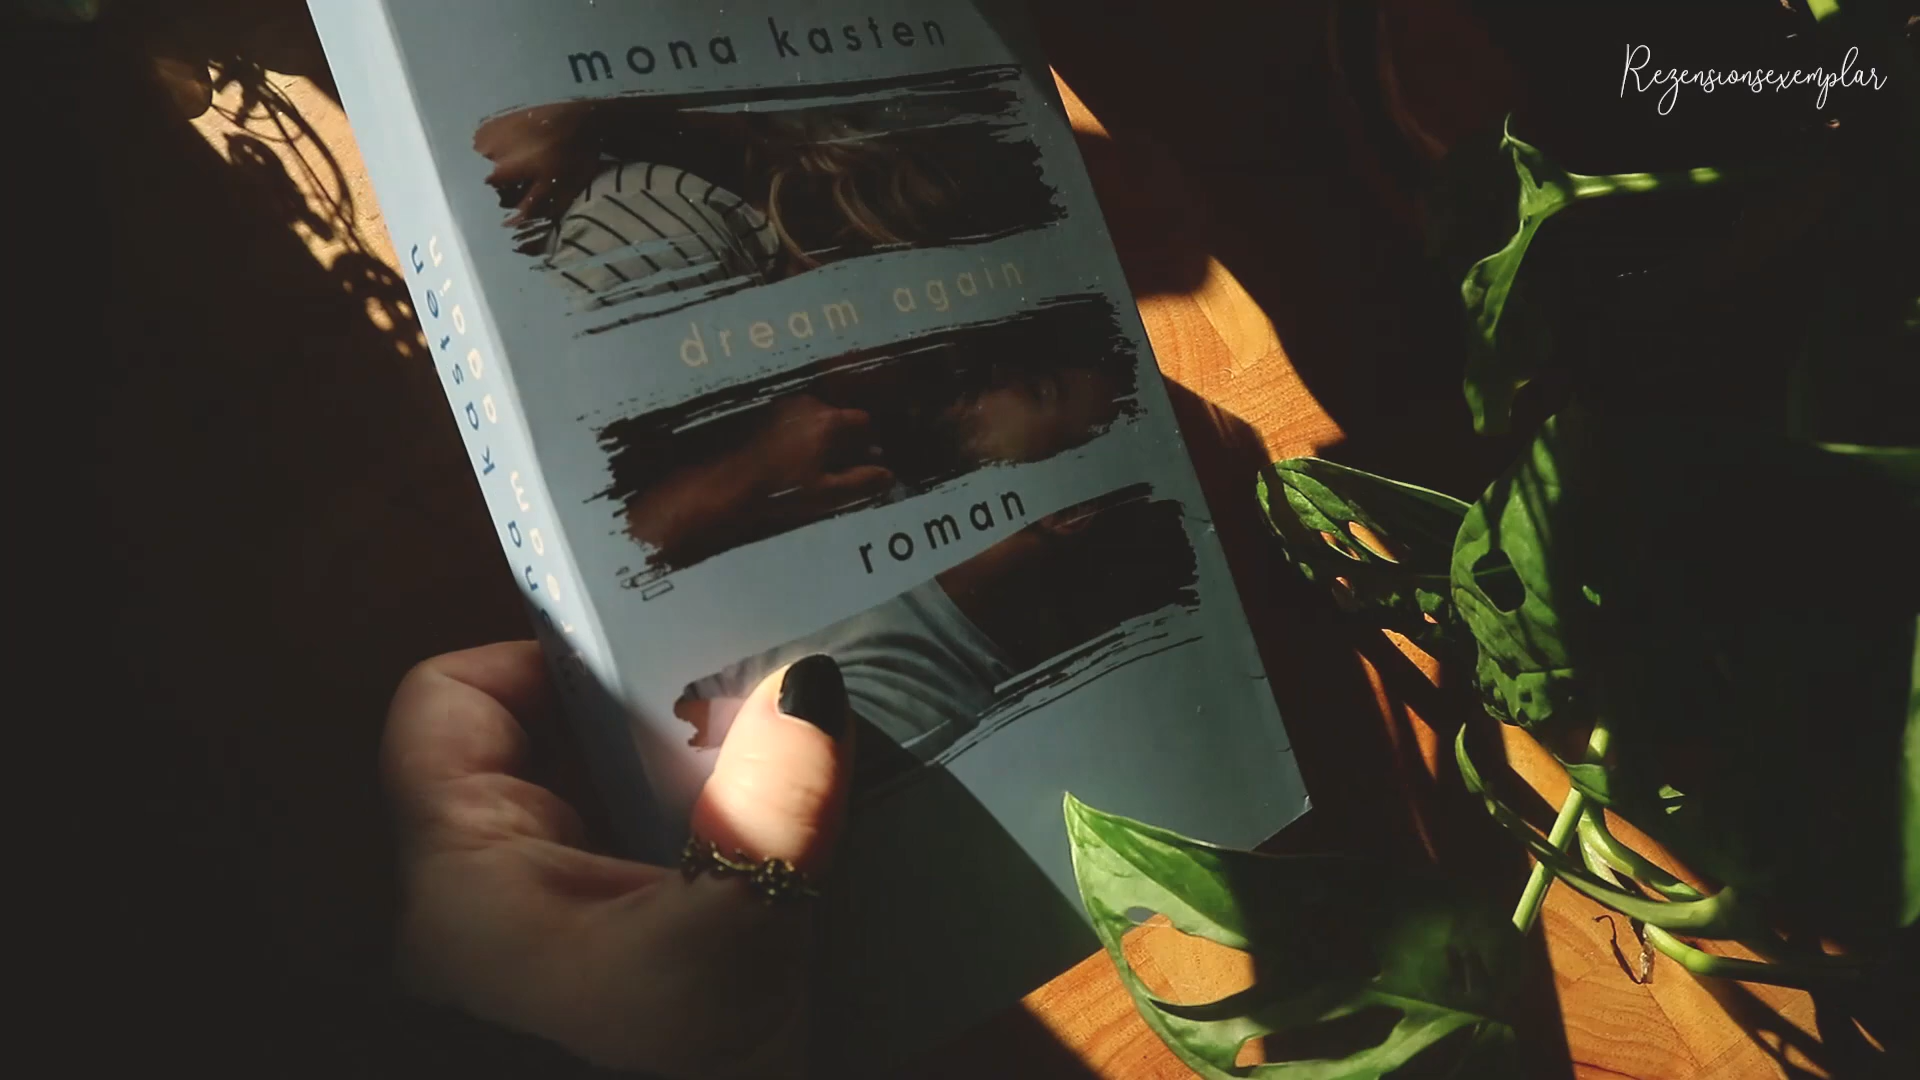 Rezensionsexemplar
mona kasten
dream again
roman
mona kasten
dream again